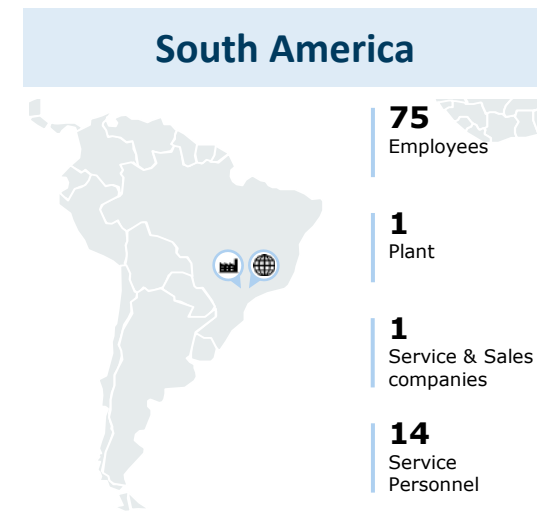 South America
75
Employees
1
Plant
1
Service & Sales
companies
14
Service
Personnel